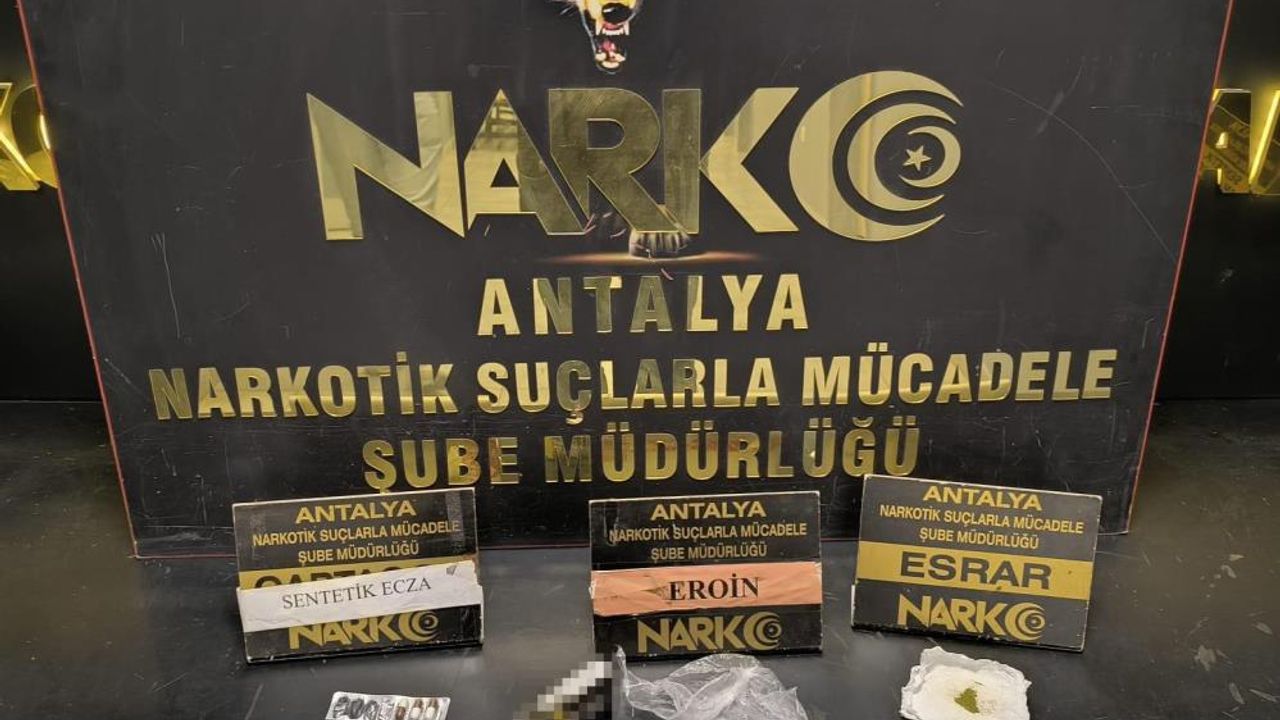 NARKO
ANTALYA
NARKOTİK SUÇLARLA MÜCADELE
ŞUBE MÜDÜRLÜĞÜ
ANTALYA
NARKOTİK SUÇLARLA MÜCADELE
ŞUBE MÜDÜRLÜĞÜ
SENTETİK ECZA
NARKO
ANTALYA
NARKOTİK SUÇLARLA MÜCADELE
ŞUBE MÜDÜRLÜĞÜ
EROİN
NARKO
ANTALYA
NARKOTİK SUÇLARLA MÜCADELE
ŞUBE MÜDÜRLÜĞÜ
ESRAR
NARKO